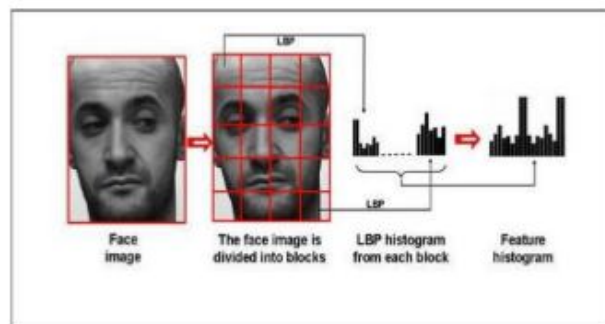 LBP
LBP
Face
image
The face image is
divided into blocks
LBP histogram
from each block
Feature
histogram